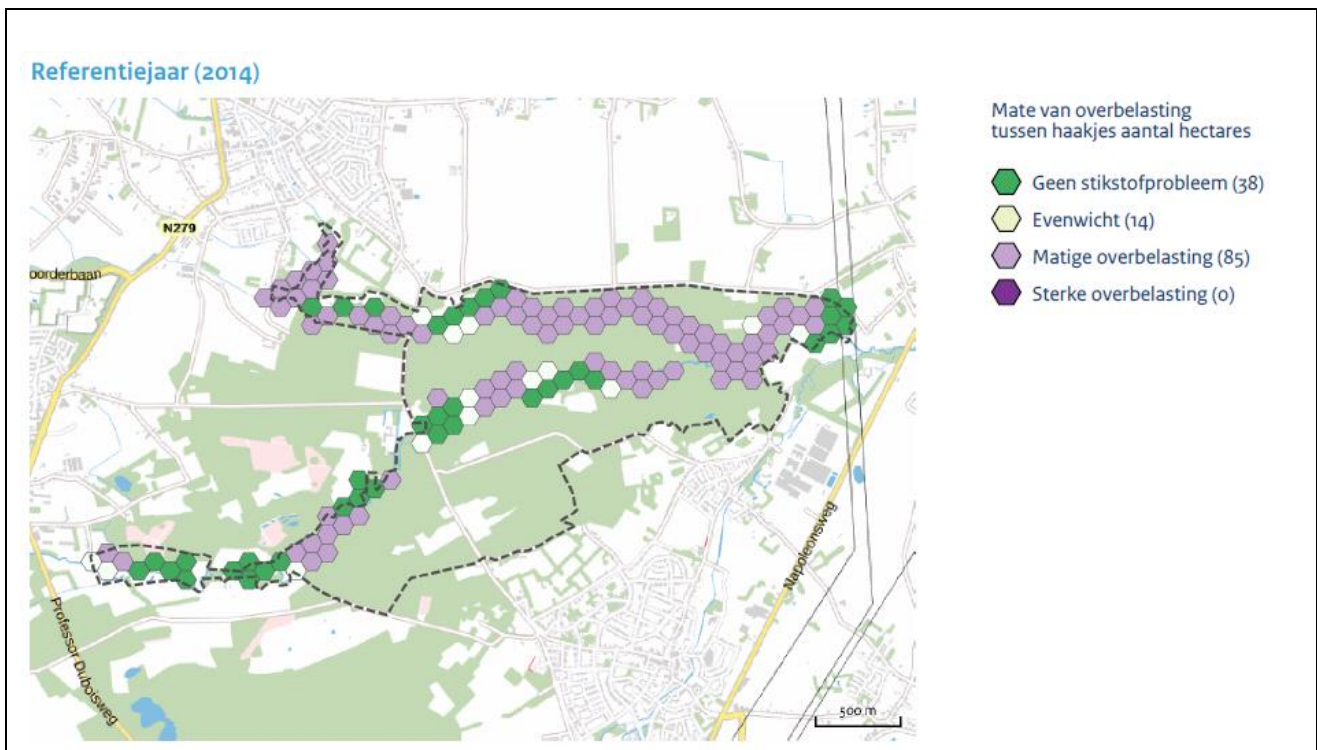 Referentiejaar (2014)
Mate van overbelasting
tussen haakjes aantal hectares
Geen stikstofprobleem (38)
Evenwicht (14)
Matige overbelasting (85)
Sterke overbelasting (0)
N279
oorderbaan
Napoleonsweg
Professor Duboisweg
500 m